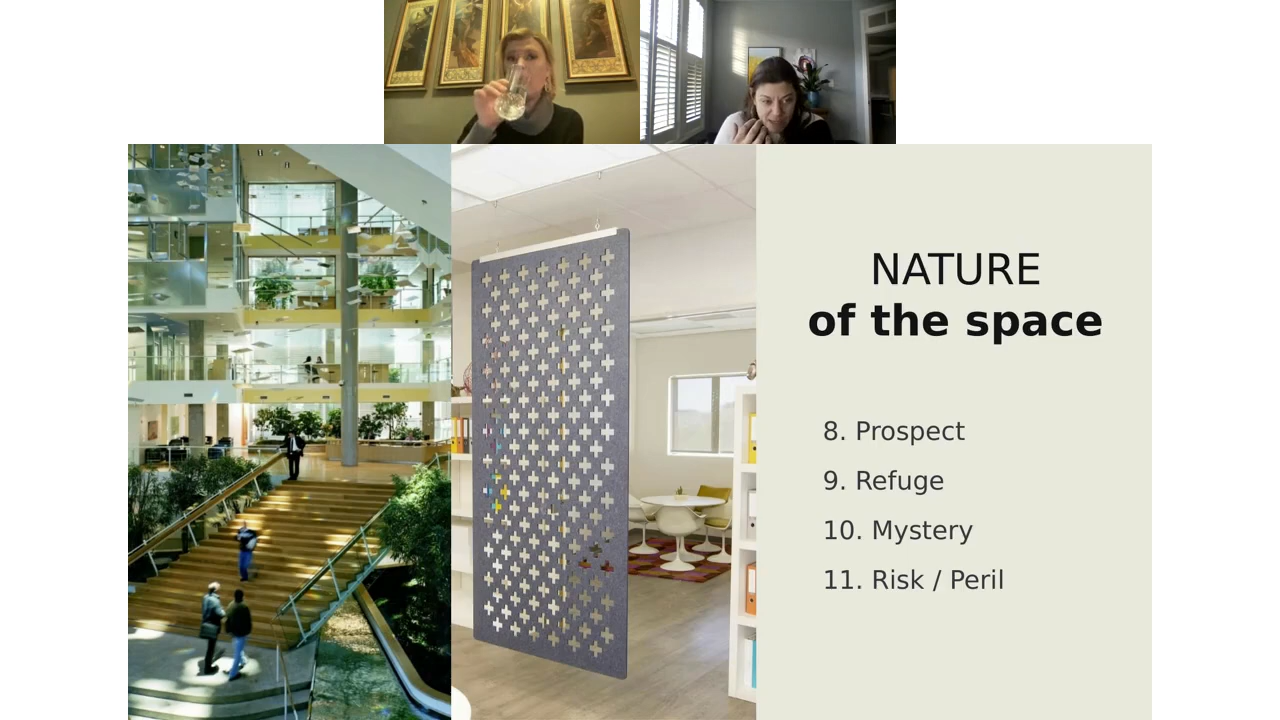 NATURE
of the space
8. Prospect
9. Refuge
10. Mystery
11. Risk / Peril